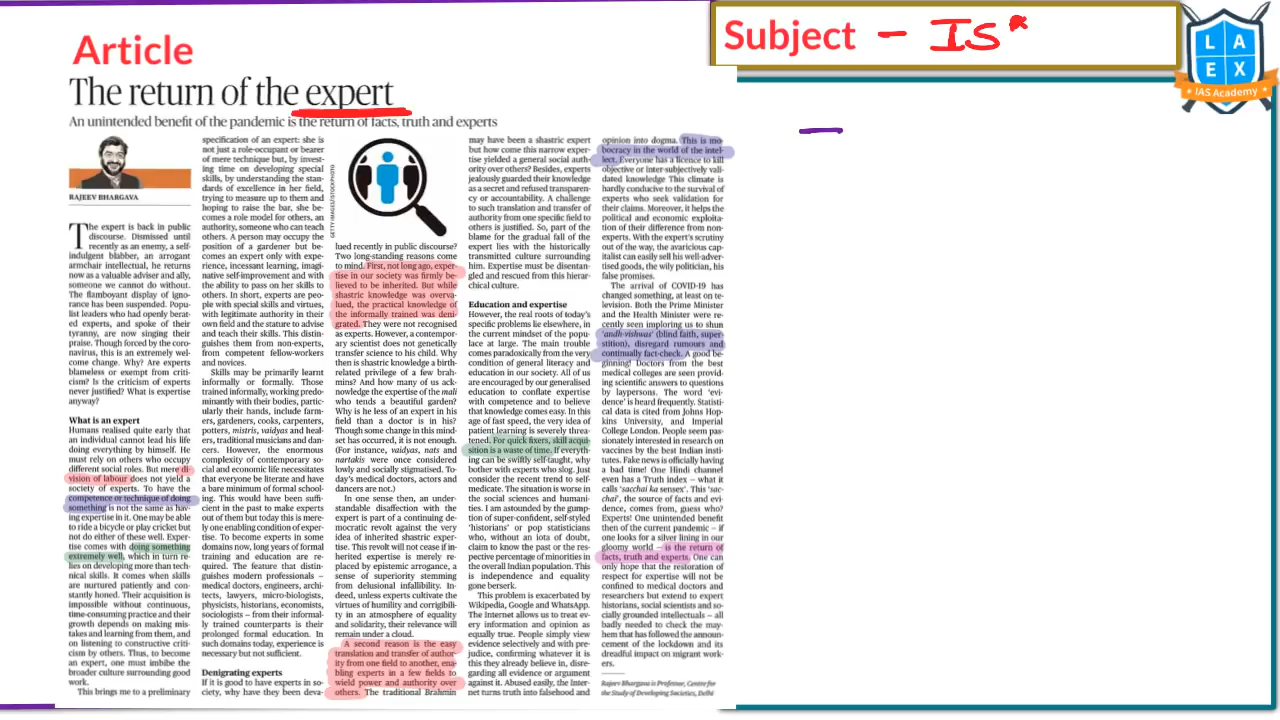 Article
Subject - IS*
L A
E X
IAS Academy
The return of the expert
An unintended benefit of the pandemic is the return of facts, truth and experts
RAJEEV BHARGAVA
The expert is back in public
discourse. Dismissed until
recently as an enemy, a self-
indulgent blabber, an arrogant
armchair intellectual, he returns
now as a valuable adviser and ally,
someone we cannot do without.
The flamboyant display of igno-
rance has been suspended. Popu-
list leaders who had openly berat-
ed experts, and spoke of their
tyranny, are now singing their
praise. Though forced by the coro-
navirus, this is an extremely wel-
come change. Why? Are experts
blameless or exempt from criti-
cism? Is the criticism of experts
never justified? What is expertise
anyway?
What is an expert
Humans realised quite early that
an individual cannot lead his life
doing everything by himself. He
must rely on others who occupy
different social roles. But mere di-
vision of labour does not yield a
society of experts. To have the
competence or technique of doing
something is not the same as hav-
ing expertise in it. One may be able
to ride a bicycle or play cricket but
not do either of these well. Exper-
tise comes with doing something
extremely well, which in turn re-
lies on developing more than tech-
nical skills. It comes when skills
are nurtured patiently and con-
stantly honed. Their acquisition is
impossible without continuous,
time-consuming practice and their
growth depends on making mis-
takes and learning from them, and
on listening to constructive criti-
cism by others. Thus, to become
an expert, one must imbibe the
broader culture surrounding good
work.
This brings me to a preliminary
specification of an expert: she is
not just a role-occupant or bearer
of mere technique but, by invest-
ing time on developing special
skills, by understanding the stan-
dards of excellence in her field,
trying to measure up to them and
hoping to raise the bar, she be-
comes a role model for others, an
authority, someone who can teach
others. A person may occupy the
position of a gardener but be-
comes an expert only with expe-
rience, incessant learning, imagi-
native self-improvement and with
the ability to pass on her skills to
others. In short, experts are peo-
ple with special skills and virtues,
with legitimate authority in their
own field and the stature to advise
and teach their skills. This distin-
guishes them from non-experts,
from competent fellow-workers
and novices.
Skills may be primarily learnt
informally or formally. Those
trained informally, working predo-
minantly with their bodies, partic-
ularly their hands, include farm-
ers, gardeners, cooks, carpenters,
potters, mistris, vaidyas and heal-
ers, traditional musicians and dan-
cers. However, the enormous
complexity of contemporary so-
cial and economic life necessitates
that everyone be literate and have
a bare minimum of formal school-
ing. This would have been suffi-
cient in the past to make experts
out of them but today this is mere-
ly one enabling condition of exper-
tise. To become experts in some
domains now, long years of formal
training and education are re-
quired. The feature that distin-
guishes modern professionals –
medical doctors, engineers, archi-
tects, lawyers, micro-biologists,
physicists, historians, economists,
sociologists – from their informal-
ly trained counterparts is their
prolonged formal education. In
such domains today, experience is
necessary but not sufficient.
Denigrating experts
If it is good to have experts in so-
ciety, why have they been deva-
GETTY IMAGES/ISTOCKPHOTO
lued recently in public discourse?
Two long-standing reasons come
to mind. First, not long ago, exper-
tise in our society was firmly be-
lieved to be inherited. But while
shastric knowledge was overva-
lued, the practical knowledge of
the informally trained was deni-
grated. They were not recognised
as experts. However, a contempor-
ary scientist does not genetically
transfer science to his child. Why
then is shastric knowledge a birth-
related privilege of a few brah-
mins? And how many of us ack-
nowledge the expertise of the mali
who tends a beautiful garden?
Why is he less of an expert in his
field than a doctor is in his?
Though some change in this mind-
set has occurred, it is not enough.
(For instance, vaidyas, nats and
nartakis were once considered
lowly and socially stigmatised. To-
day's medical doctors, actors and
dancers are not.)
In one sense then, an under-
standable disaffection with the
expert is part of a continuing de-
mocratic revolt against the very
idea of inherited shastric exper-
tise. This revolt will not cease if in-
herited expertise is merely re-
placed by epistemic arrogance, a
sense of superiority stemming
from delusional infallibility. In-
deed, unless experts cultivate the
virtues of humility and corrigibili-
ty in an atmosphere of equality
and solidarity, their relevance will
remain under a cloud.
A second reason is the easy
translation and transfer of author-
ity from one field to another, ena-
bling experts in a few fields to
wield power and authority over
others. The traditional Brahmin
may have been a shastric expert
but how come this narrow exper-
tise yielded a general social auth-
ority over others? Besides, experts
jealously guarded their knowledge
as a secret and refused transparen-
cy or accountability. A challenge
to such translation and transfer of
authority from one specific field to
others is justified. So, part of the
blame for the gradual fall of the
expert lies with the historically
transmitted culture surrounding
him. Expertise must be disentan-
gled and rescued from this hierar-
chical culture.
Education and expertise
However, the real roots of today's
specific problems lie elsewhere, in
the current mindset of the popu-
lace at large. The main trouble
comes paradoxically from the very
condition of general literacy and
education in our society. All of us
are encouraged by our generalised
education to conflate expertise
with competence and to believe
that knowledge comes easy. In this
age of fast speed, the very idea of
patient learning is severely threa-
tened. For quick fixers, skill acqui-
sition is a waste of time. If everyth-
ing can be swiftly self-taught, why
bother with experts who slog. Just
consider the recent trend to self-
medicate. The situation is worse in
the social sciences and humani-
ties. I am astounded by the gump-
tion of super-confident, self-styled
'historians' or pop statisticians
who, without an iota of doubt,
claim to know the past or the res-
pective percentage of minorities in
the overall Indian population. This
is independence and equality
gone berserk.
This problem is exacerbated by
Wikipedia, Google and WhatsApp.
The Internet allows us to treat eve-
ry information and opinion as
equally true. People simply view
evidence selectively and with pre-
judice, confirming whatever it is
this they already believe in, disre-
garding all evidence or argument
against it. Abused easily, the Inter-
net turns truth into falsehood and
opinion into dogma. This is mo-
bocracy in the world of the intel-
lect. Everyone has a licence to kill
objective or inter-subjectively vali-
dated knowledge This climate is
hardly conducive to the survival of
experts who seek validation for
their claims. Moreover, it helps the
political and economic exploita-
tion of their difference from non-
experts. With the expert's scrutiny
out of the way, the avaricious cap-
italist can easily sell his well-adver-
tised goods, the wily politician, his
false promises.
The arrival of COVID-19 has
changed something, at least on te-
levision. Both the Prime Minister
and the Health Minister were re-
cently seen imploring us to shun
'andh-vishwas' (blind faith, super-
stition), disregard rumours and
continually fact-check. A good be-
ginning! Doctors from the best
medical colleges are seen provid-
ing scientific answers to questions
by laypersons. The word 'evi-
dence' is heard frequently. Statisti-
cal data is cited from Johns Hop-
kins University, and Imperial
College London. People seem pas-
sionately interested in research on
vaccines by the best Indian insti-
tutes. Fake news is officially having
a bad time! One Hindi channel
even has a Truth index – what it
calls 'sacchai ka sensex'. This 'sac-
chai', the source of facts and evi-
dence, comes from, guess who?
Experts! One unintended benefit
then of the current pandemic – if
one looks for a silver lining in our
gloomy world – is the return of
facts, truth and experts. One can
only hope that the restoration of
respect for expertise will not be
confined to medical doctors and
researchers but extend to expert
historians, social scientists and so-
cially grounded intellectuals – all
badly needed to check the may-
hem that has followed the announ-
cement of the lockdown and its
dreadful impact on migrant work-
ers.
Rajeev Bhargava is Professor, Centre for
the Study of Developing Societies, Delhi